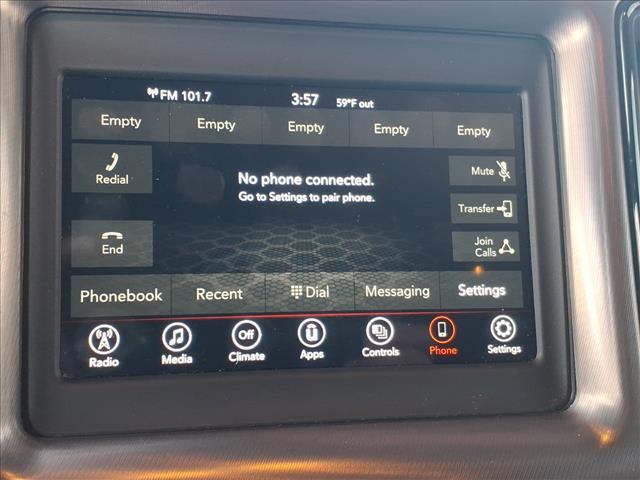 FM 101.7 3:57 59°F out
Empty Empty Empty Empty Empty
Redial
No phone connected.
Go to Settings to pair phone.
Mute
Transfer
End
Join
Calls
Phonebook Recent Dial Messaging Settings
Off
Radio Media Climate Apps Controls Phone Settings